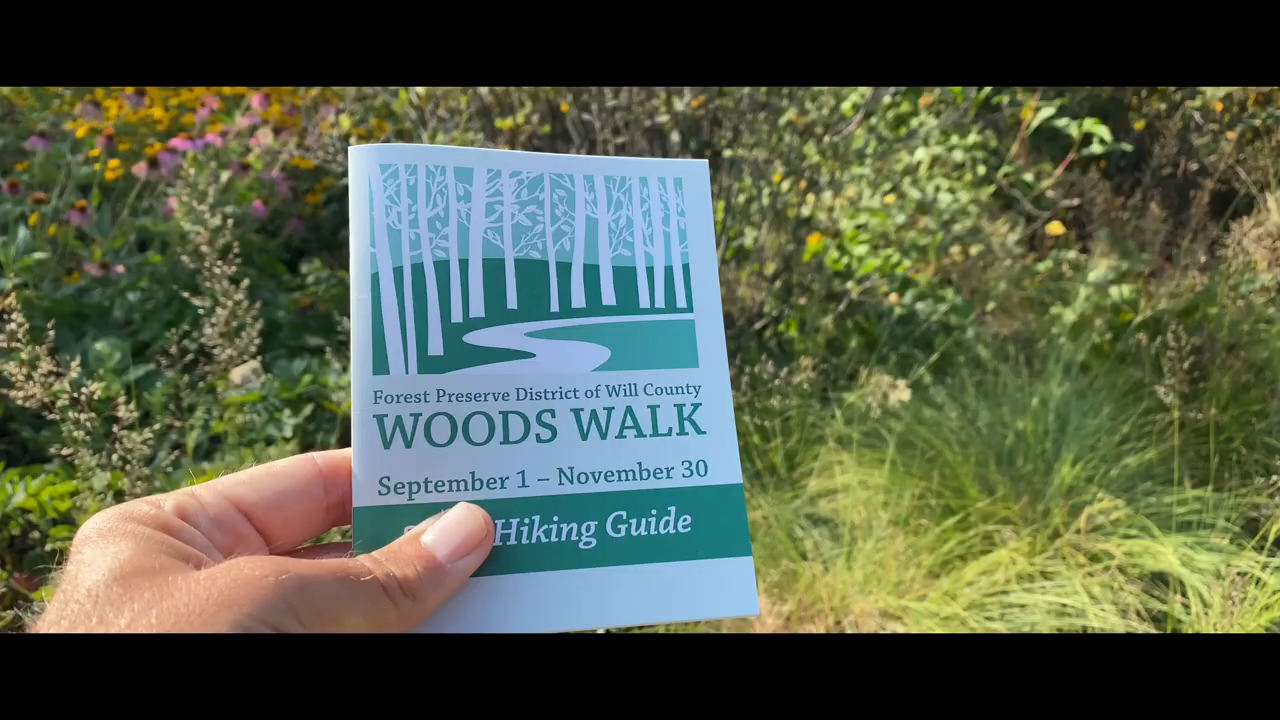 Forest Preserve District of Will County
WOODS WALK
September 1 – November 30
Hiking Guide